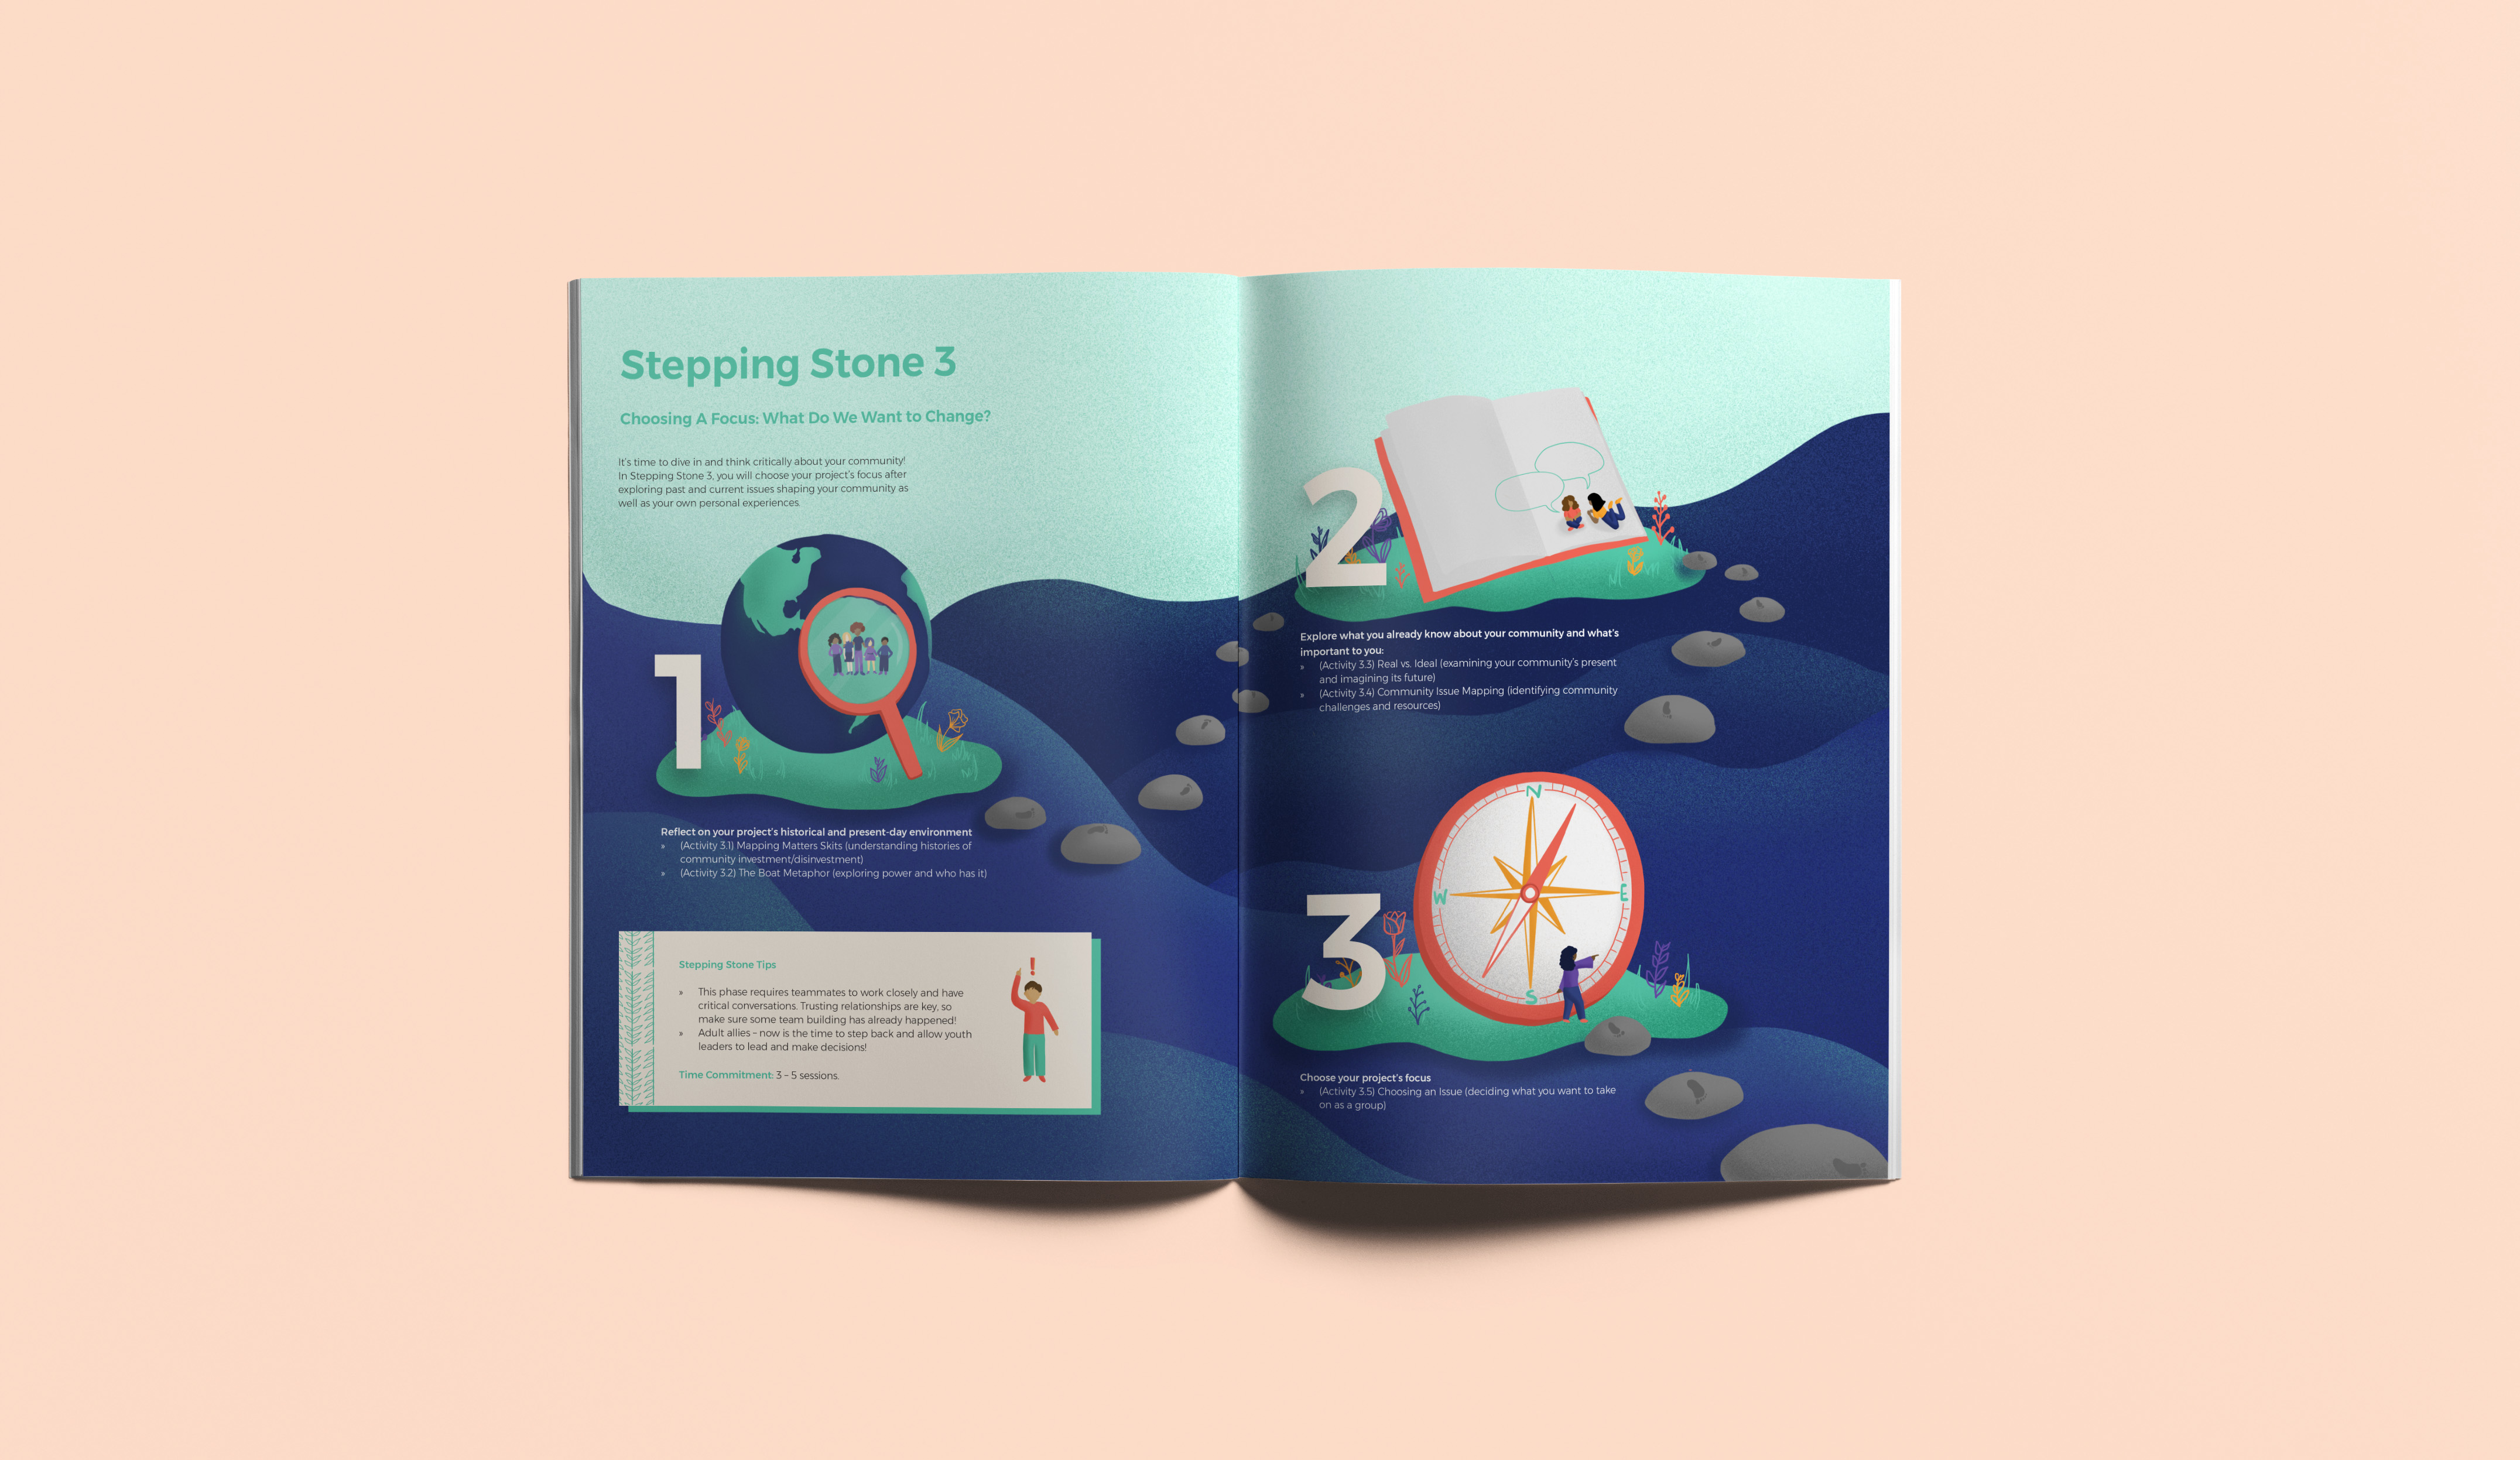 Stepping Stone 3
Choosing A Focus: What Do We Want to Change?
It's time to dive in and think critically about your community!
In Stepping Stone 3, you will choose your project's focus after
exploring past and current issues shaping your community as
well as your own personal experiences.
1
Reflect on your project's historical and present-day environment
» (Activity 3.1) Mapping Matters Skits (understanding histories of
community investment/disinvestment)
» (Activity 3.2) The Boat Metaphor (exploring power and who has it)
Stepping Stone Tips
» This phase requires teammates to work closely and have
critical conversations. Trusting relationships are key, so
make sure some team building has already happened!
» Adult allies – now is the time to step back and allow youth
leaders to lead and make decisions!
Time Commitment: 3 – 5 sessions.
!
2
Explore what you already know about your community and what's
important to you:
» (Activity 3.3) Real vs. Ideal (examining your community's present
and imagining its future)
» (Activity 3.4) Community Issue Mapping (identifying community
challenges and resources)
3
N
W
E
S
Choose your project's focus
» (Activity 3.5) Choosing an Issue (deciding what you want to take
on as a group)